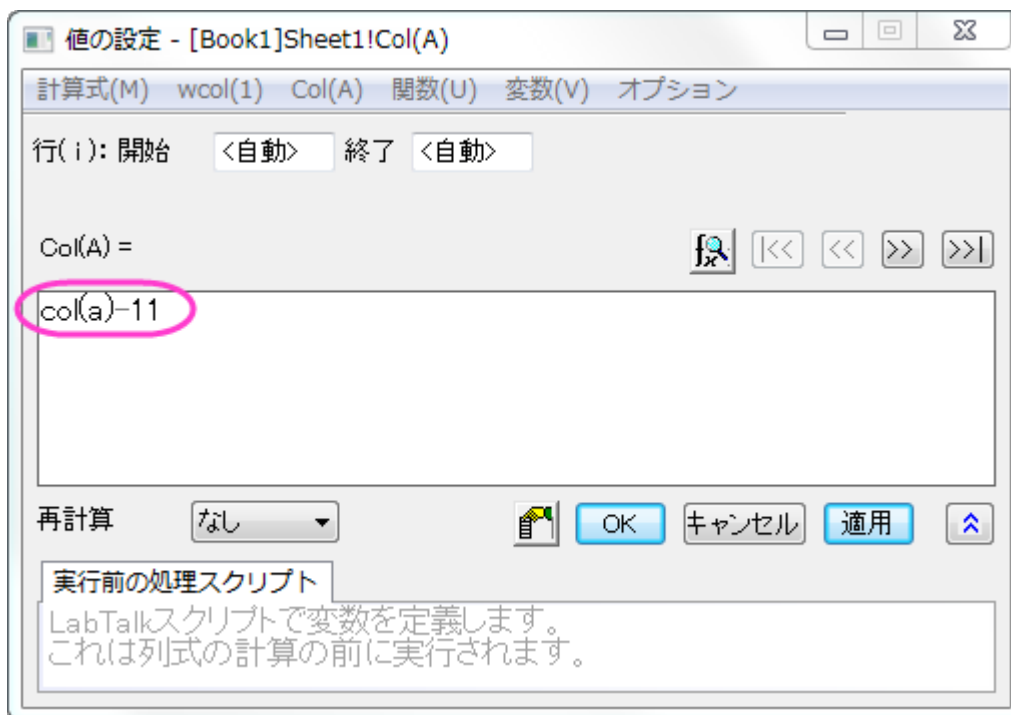 値の設定 - [Book1]Sheet1!Col(A)
計算式(M) wcol(1) Col(A) 関数(U) 変数(V) オプション
行(i): 開始 <自動> 終了 <自動>
Col(A) =
|<< << >> >>|
col(a)-11
再計算 なし OK キャンセル 適用
実行前の処理スクリプト
LabTalkスクリプトで変数を定義します。
これは列式の計算の前に実行されます。